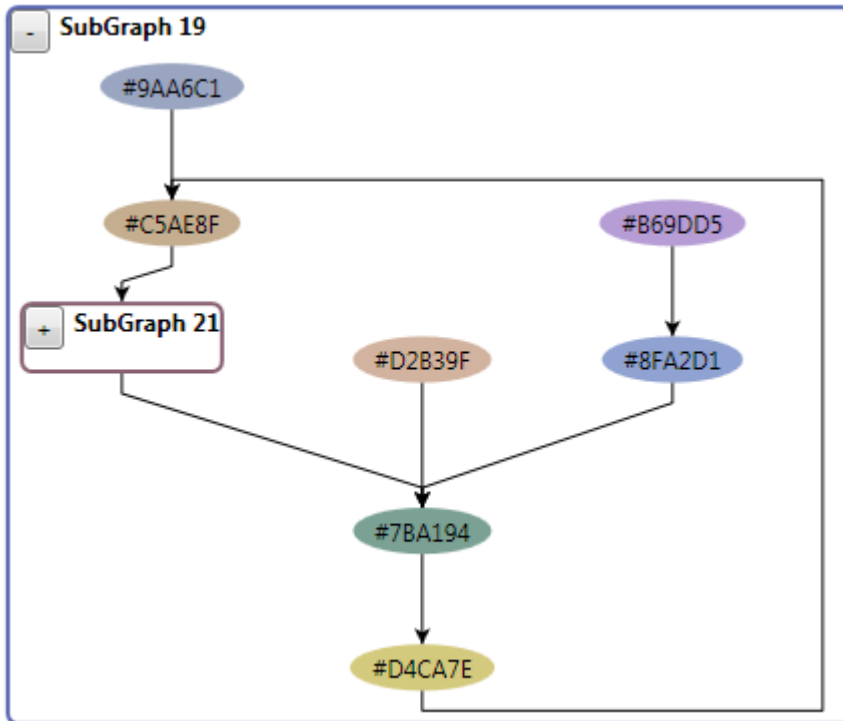 - SubGraph 19
#9AA6C1
#C5AE8F
#B69DD5
+ SubGraph 21
#D2B39F
#8FA2D1
#7BA194
#D4CA7E